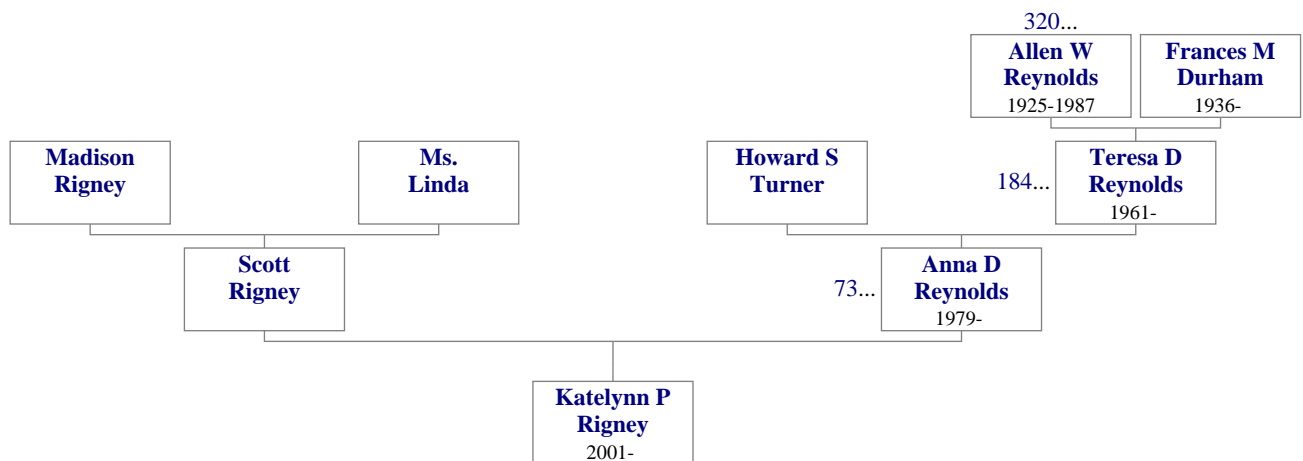 320...
Allen W
Reynolds
1925-1987
Frances M
Durham
1936-
Madison
Rigney
Ms.
Linda
Howard S
Turner
184...
Teresa D
Reynolds
1961-
Scott
Rigney
73...
Anna D
Reynolds
1979-
Katelynn P
Rigney
2001-